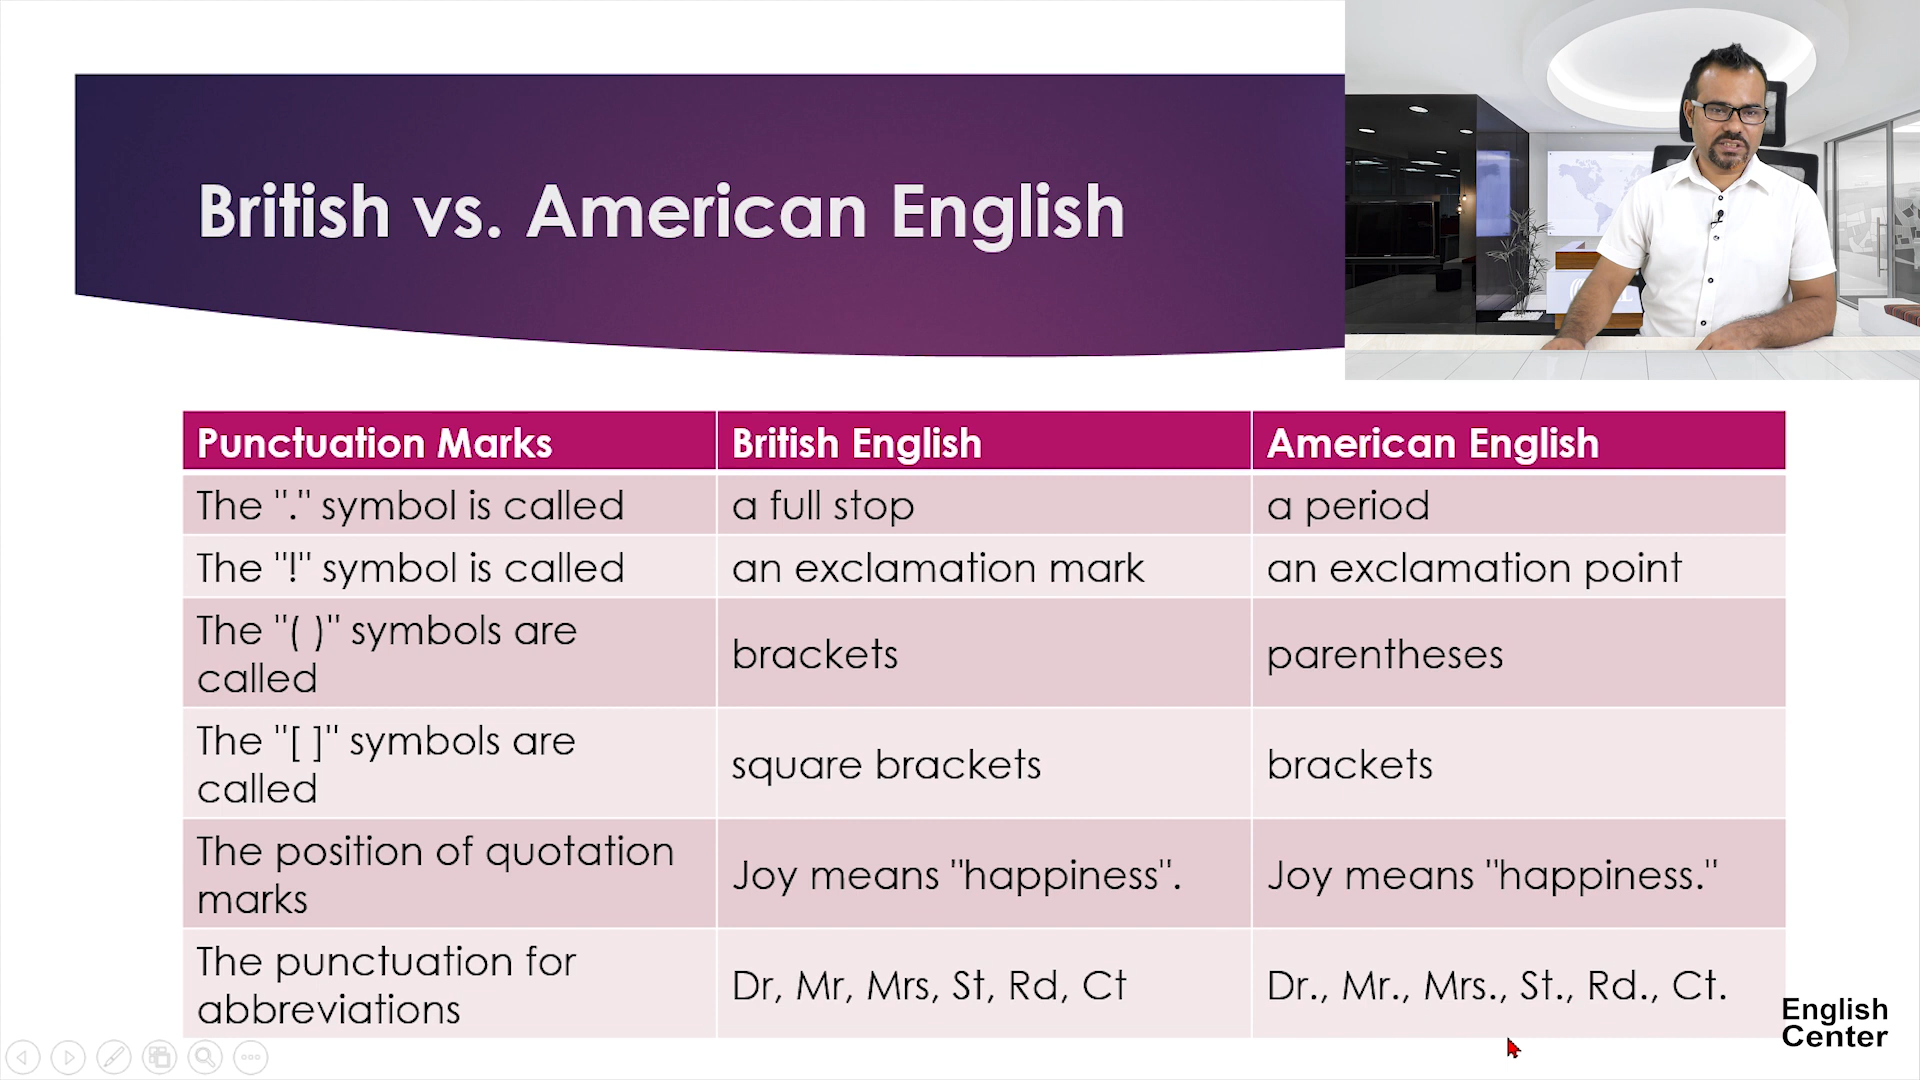 British vs. American English
Punctuation Marks
British English
American English
The "." symbol is called
a full stop
a period
The "!" symbol is called
an exclamation mark
an exclamation point
The "( )" symbols are
called
brackets
parentheses
The "[ ]" symbols are
called
square brackets
brackets
The position of quotation
marks
Joy means "happiness".
Joy means "happiness."
The punctuation for
abbreviations
Dr, Mr, Mrs, St, Rd, Ct
Dr., Mr., Mrs., St., Rd., Ct.
English
Center